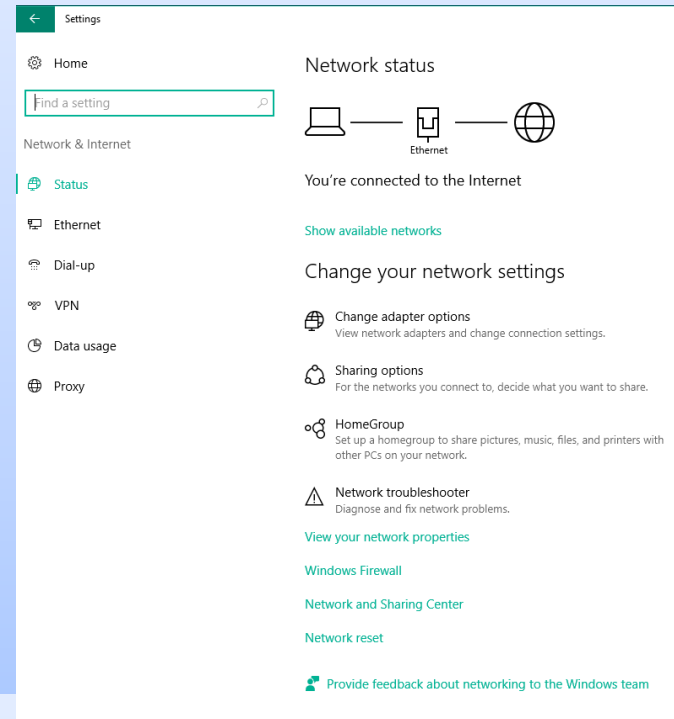 Settings
Home
Find a setting
Network & Internet
Status
Ethernet
Dial-up
VPN
Data usage
Proxy
Network status
Ethernet
You're connected to the Internet
Show available networks
Change your network settings
Change adapter options
View network adapters and change connection settings.
Sharing options
For the networks you connect to, decide what you want to share.
HomeGroup
Set up a homegroup to share pictures, music, files, and printers with
other PCs on your network.
Network troubleshooter
Diagnose and fix network problems.
View your network properties
Windows Firewall
Network and Sharing Center
Network reset
Provide feedback about networking to the Windows team